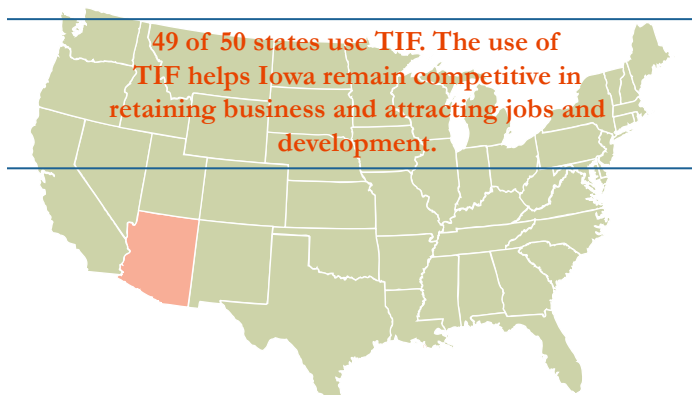 49 of 50 states use TIF. The use of
TIF helps Iowa remain competitive in
retaining business and attracting jobs and
development.